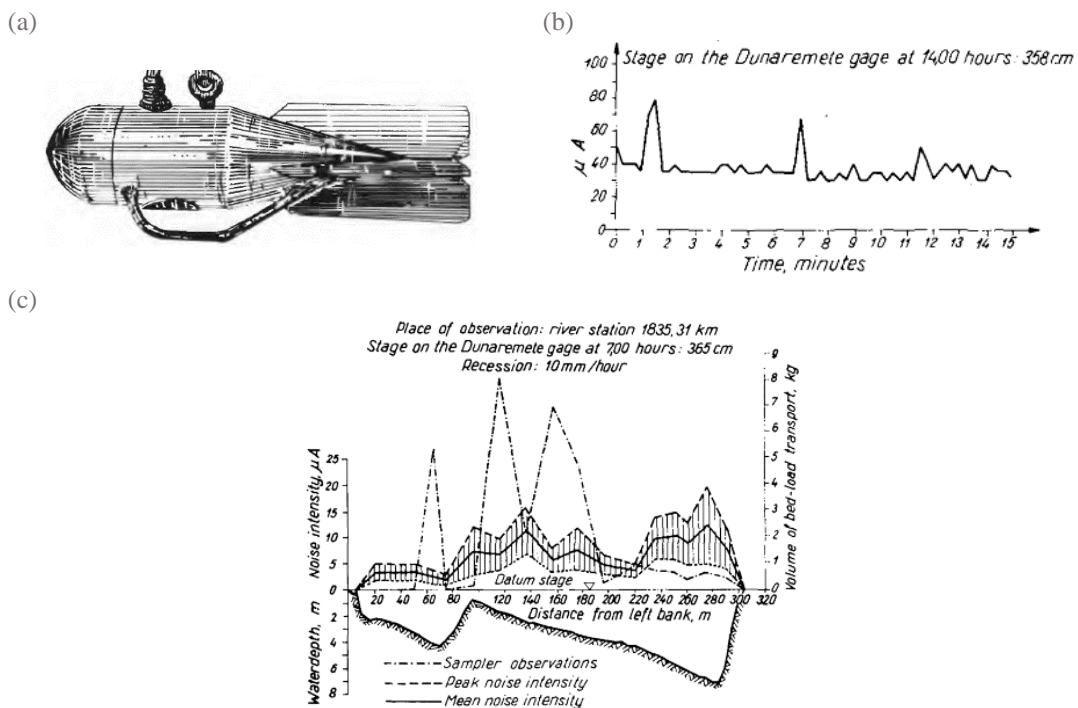 (a)
(b)
Stage on the Dunaremete gage at 14,00 hours: 358 cm
100
80
60
40
20
0
μ A
0 1 2 3 4 5 6 7 8 9 10 11 12 13 14 15
Time, minutes
(c)
Place of observation: river station 1835,31 km
Stage on the Dunaremete gage at 7,00 hours: 365 cm
Recession: 10 mm/hour
Noise intensity, μA
25
20
15
10
5
0
9
8
7
6
5
4
3
2
1
0
Volume of bed-load transport, kg
Datum stage
20 40 60 80 100 120 140 160 180 200 220 240 260 280 300 320
Distance from left bank, m
Waterdepth, m
2
4
6
8
Sampler observations
Peak noise intensity
Mean noise intensity